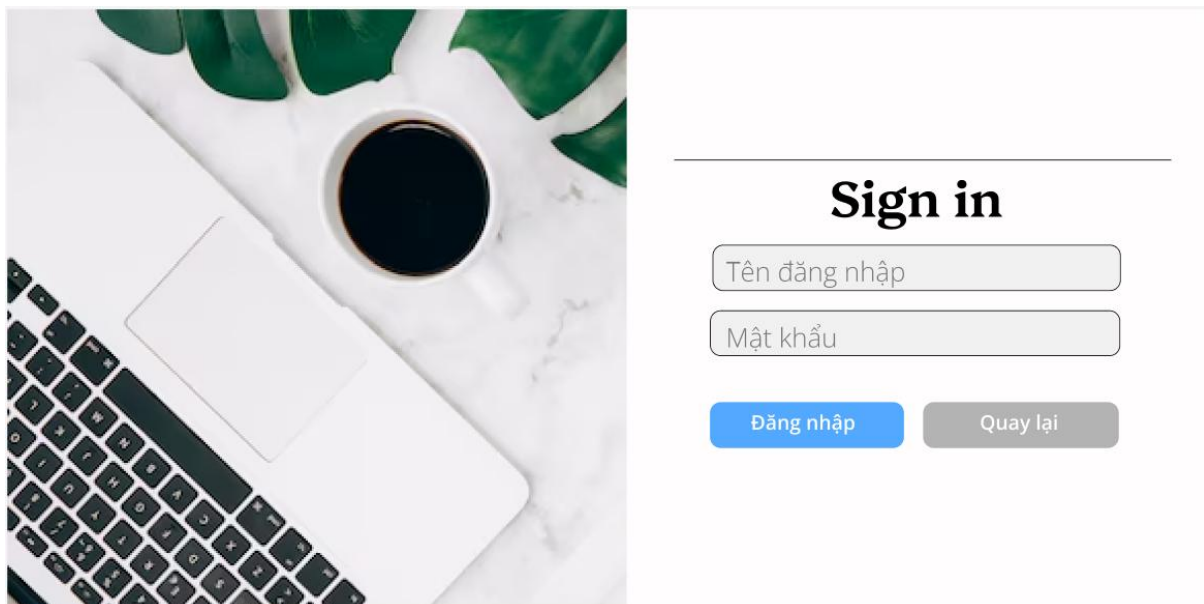 Sign in
Tên đăng nhập
Mật khẩu
Đăng nhập
Quay lại